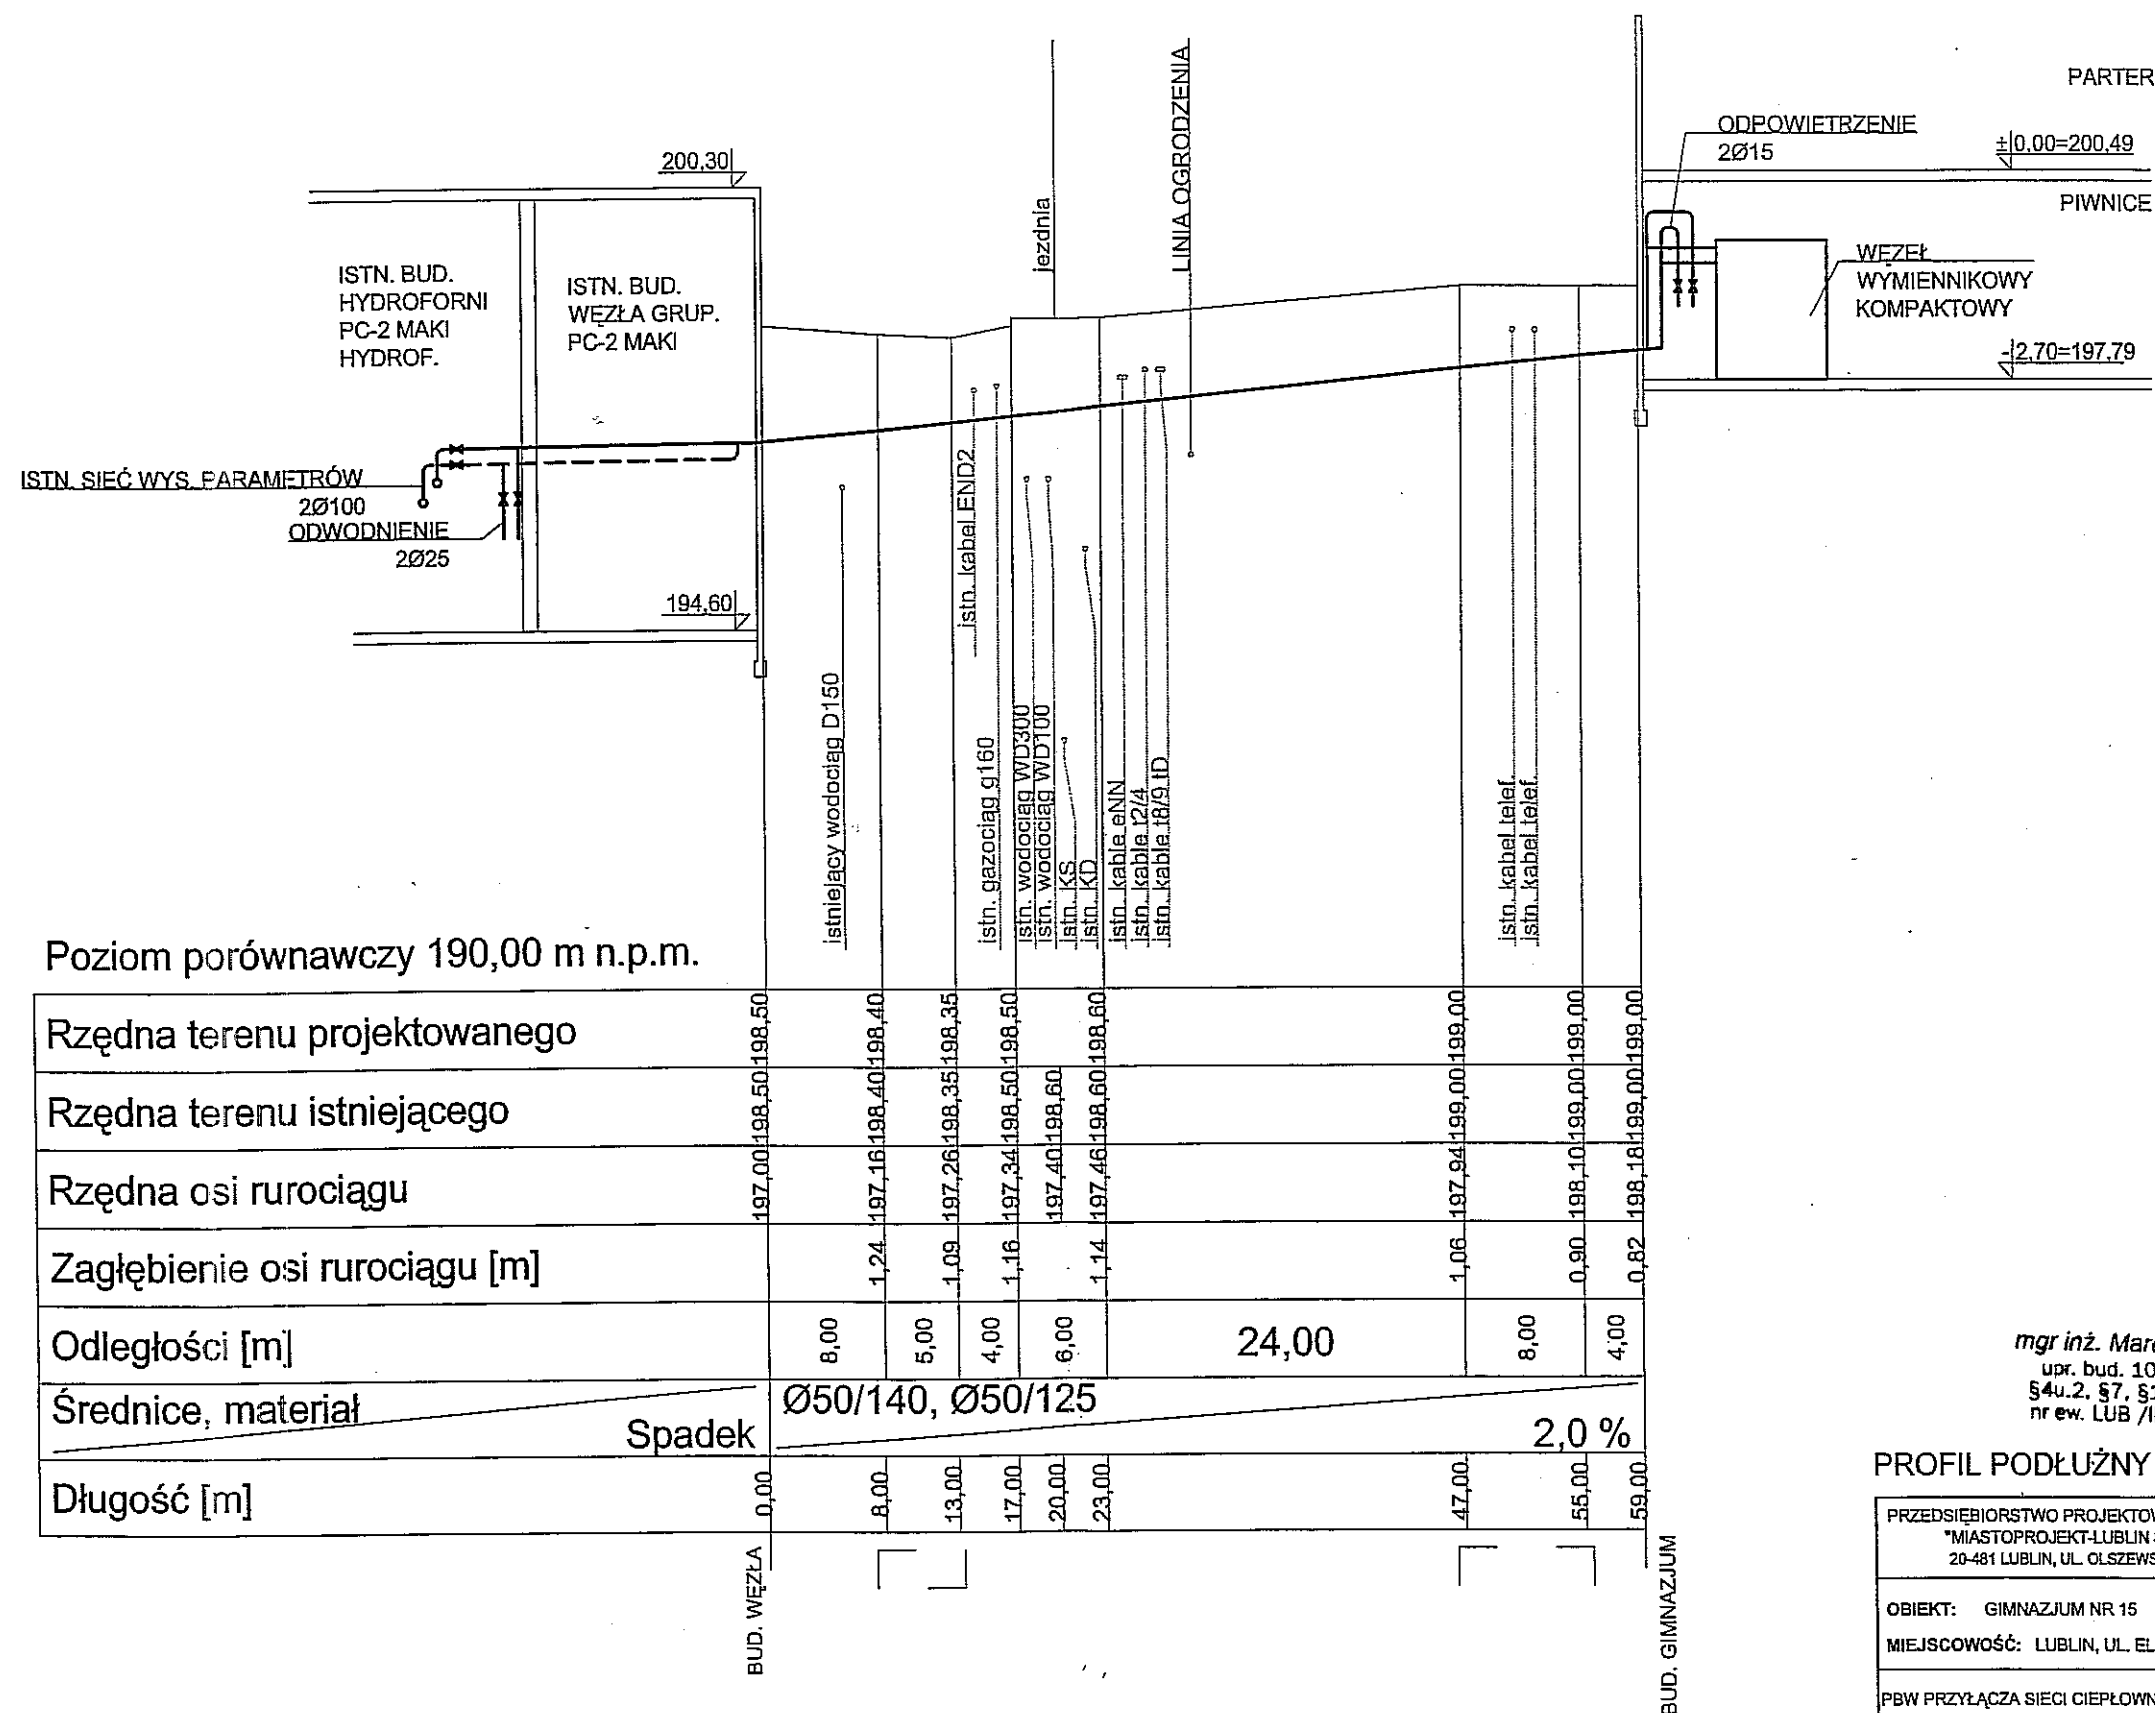 PARTER
ODPOWIETRZENIE
2Ø15
±0,00=200,49
200,30
jezdnia
LINIA OGRODZENIA
PIWNICE
WĘZEŁ
WYMIENNIKOWY
KOMPAKTOWY
-2,70=197,79
ISTN. BUD.
HYDROFORNI
PC-2 MAKI
HYDROF.
ISTN. BUD.
WĘZŁA GRUP.
PC-2 MAKI
ISTN. SIEĆ WYS. PARAMETRÓW
2Ø100
ODWODNIENIE
2Ø25
194,60
istniejący wodociąg D150
istn. kabel END2
istn. gazociąg g160
istn. wodociąg WD300
istn. wodociąg WD100
istn. KS
istn. KD
istn. kable eNN
istn. kable t2/4
istn. kable t8/9 tD
istn. kabel telef.
istn. kabel telef.
Poziom porównawczy 190,00 m n.p.m.
Rzędna terenu projektowanego 198,50 198,40 198,35 198,50 198,60 199,00 199,00 199,00
Rzędna terenu istniejącego 198,50 198,40 198,35 198,50 198,60 198,60 199,00 199,00 199,00
Rzędna osi rurociągu 197,00 197,16 197,26 197,34 197,40 197,46 197,94 198,10 198,18
Zagłębienie osi rurociągu [m] 1,24 1,09 1,16 1,14 1,06 0,90 0,82
Odległości [m] 8,00 5,00 4,00 6,00 24,00 8,00 4,00
Średnice, materiał Ø50/140, Ø50/125
Spadek 2,0 %
Długość [m] 0,00 8,00 13,00 17,00 20,00 23,00 47,00 55,00 59,00
BUD. WĘZŁA
BUD. GIMNAZJUM
mgr inż.
upr. bud. 10
§4u.2, §7,
nr ew. LUB
PROFIL PODŁUŻNY
PRZEDSIĘBIORSTWO
"MIASTOPROJEKT-LUBLIN
20-481 LUBLIN, UL.
OBIEKT: GIMNAZJUM NR 15
MIEJSCOWOŚĆ: LUBLIN, UL.
PBW PRZYŁĄCZA SIECI